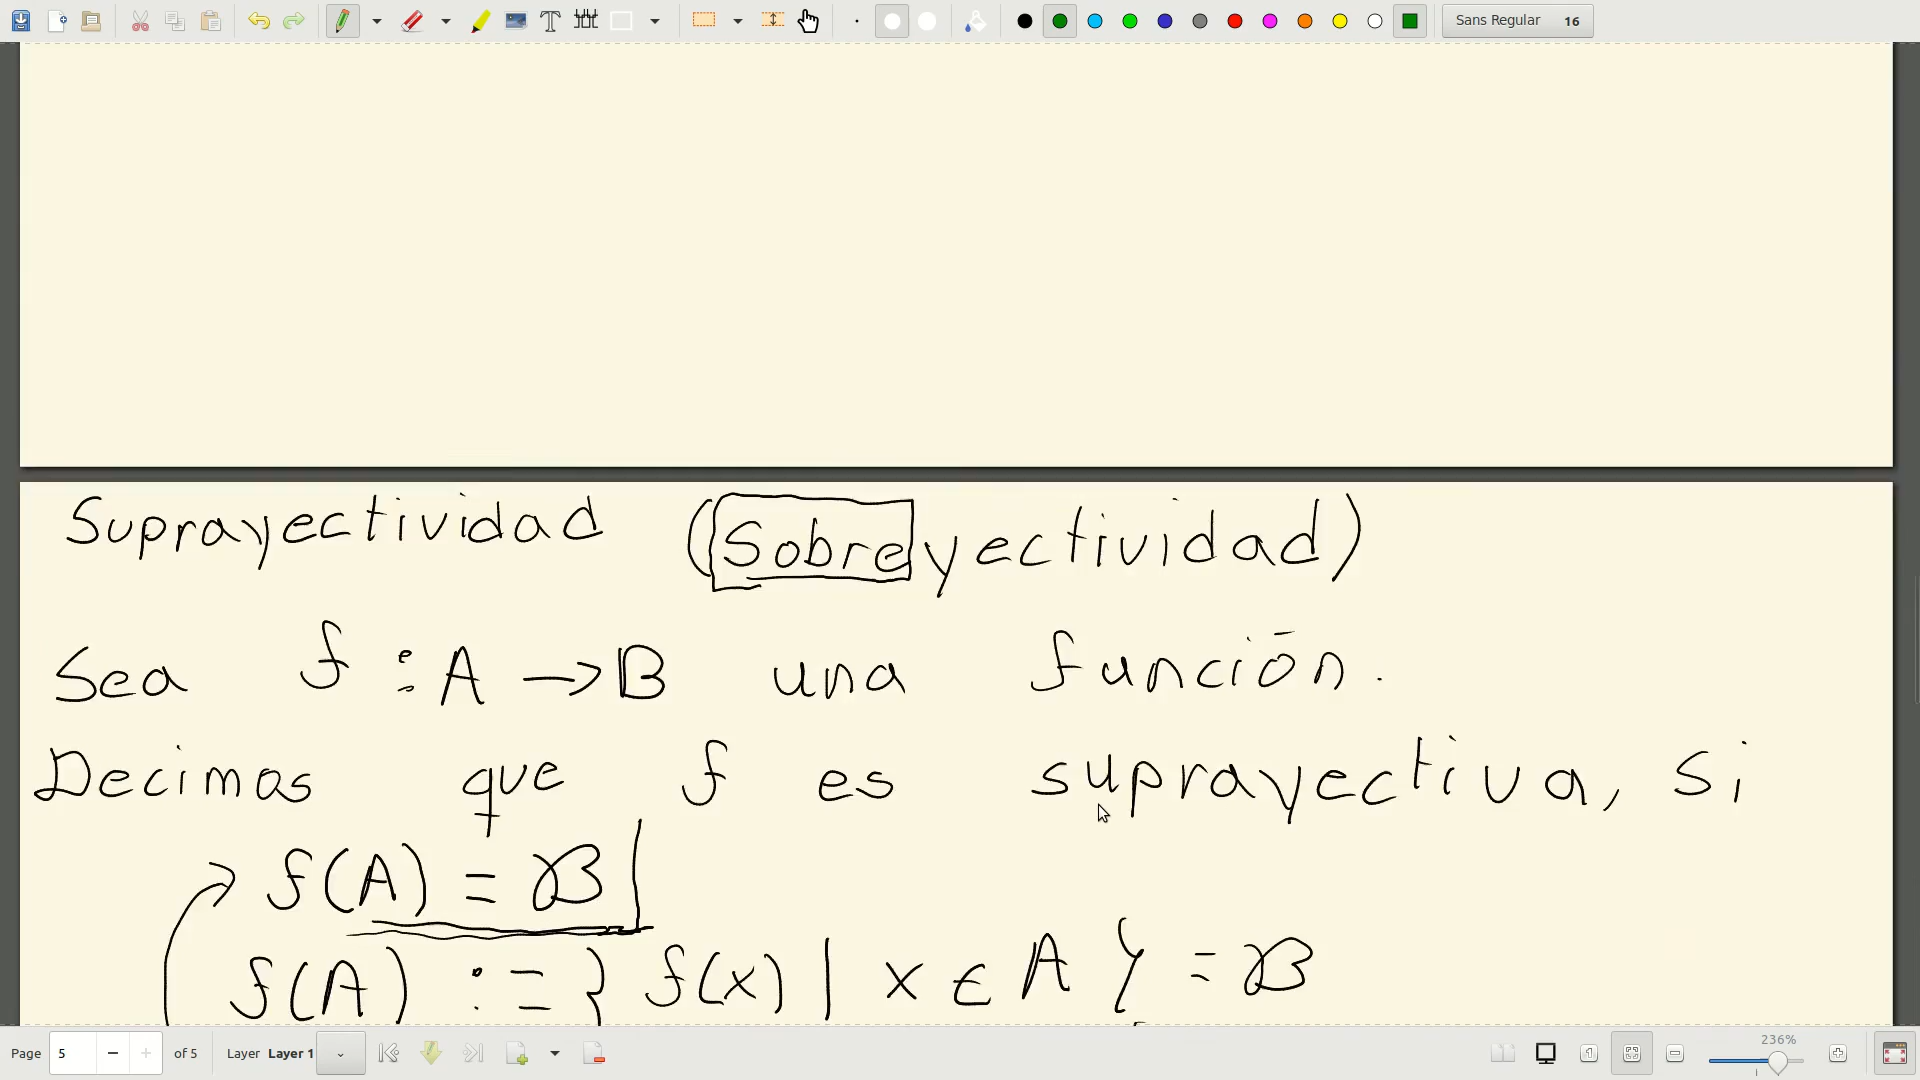 Sans Regular 16
Suprayectividad (Sobreyectividad)
Sea f : A → B una función.
Decimos que f es suprayectiva, si
f(A) = B
f(A) := { f(x) | x ∈ A } = B
Page 5 of 5 Layer Layer 1 236%